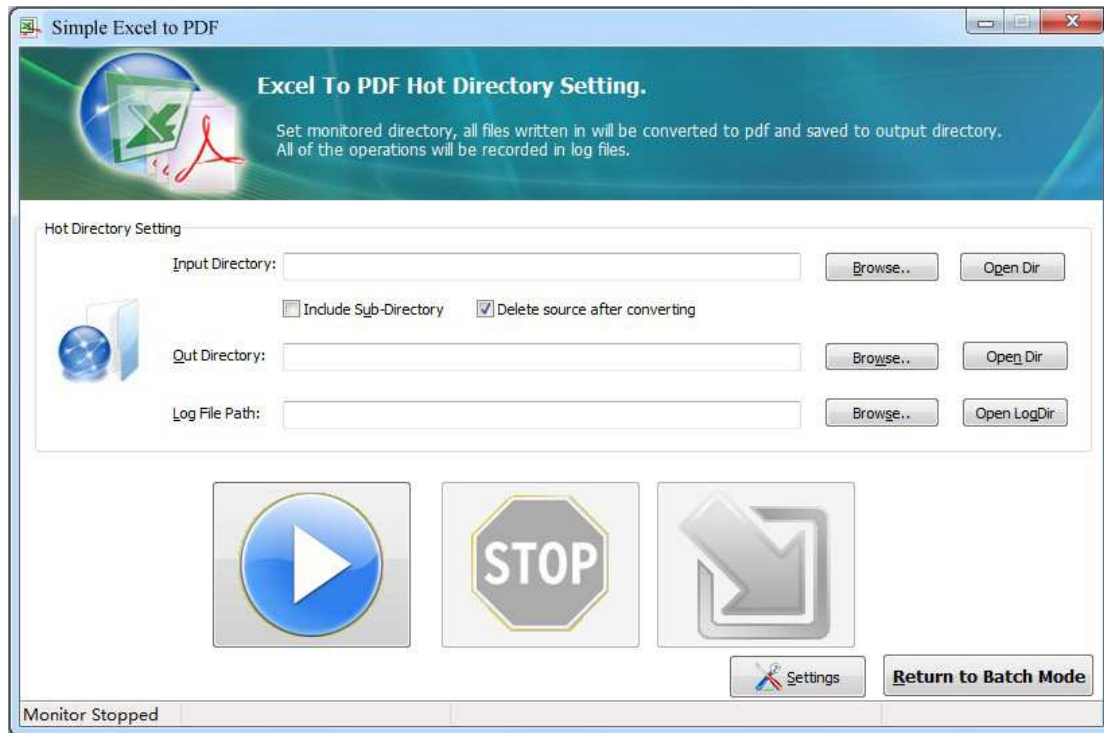 Simple Excel to PDF
Excel To PDF Hot Directory Setting.
Set monitored directory, all files written in will be converted to pdf and saved to output directory.
All of the operations will be recorded in log files.
Hot Directory Setting
Input Directory: Browse.. Open Dir
Include Sub-Directory Delete source after converting
Out Directory: Browse.. Open Dir
Log File Path: Browse.. Open LogDir
STOP
Settings Return to Batch Mode
Monitor Stopped